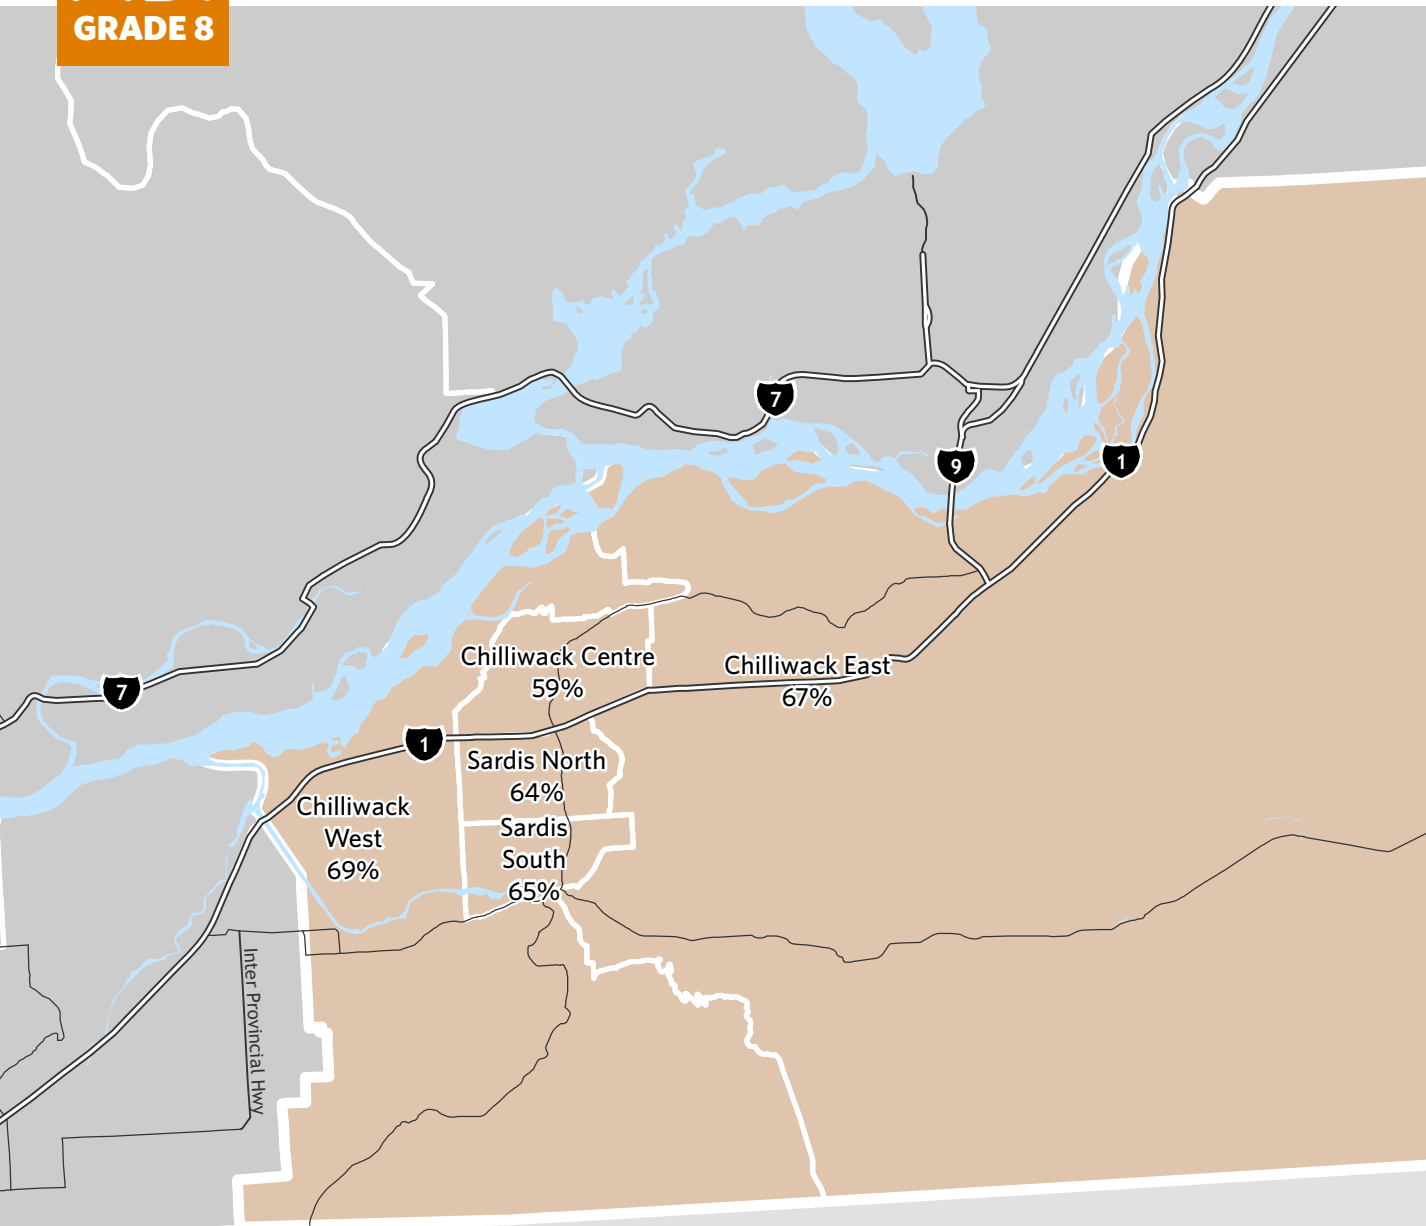 GRADE 8
7
9
1
Chilliwack Centre
59%
Chilliwack East
67%
7
1
Sardis North
64%
Chilliwack
West
69%
Sardis
South
65%
Inter Provincial Hwy